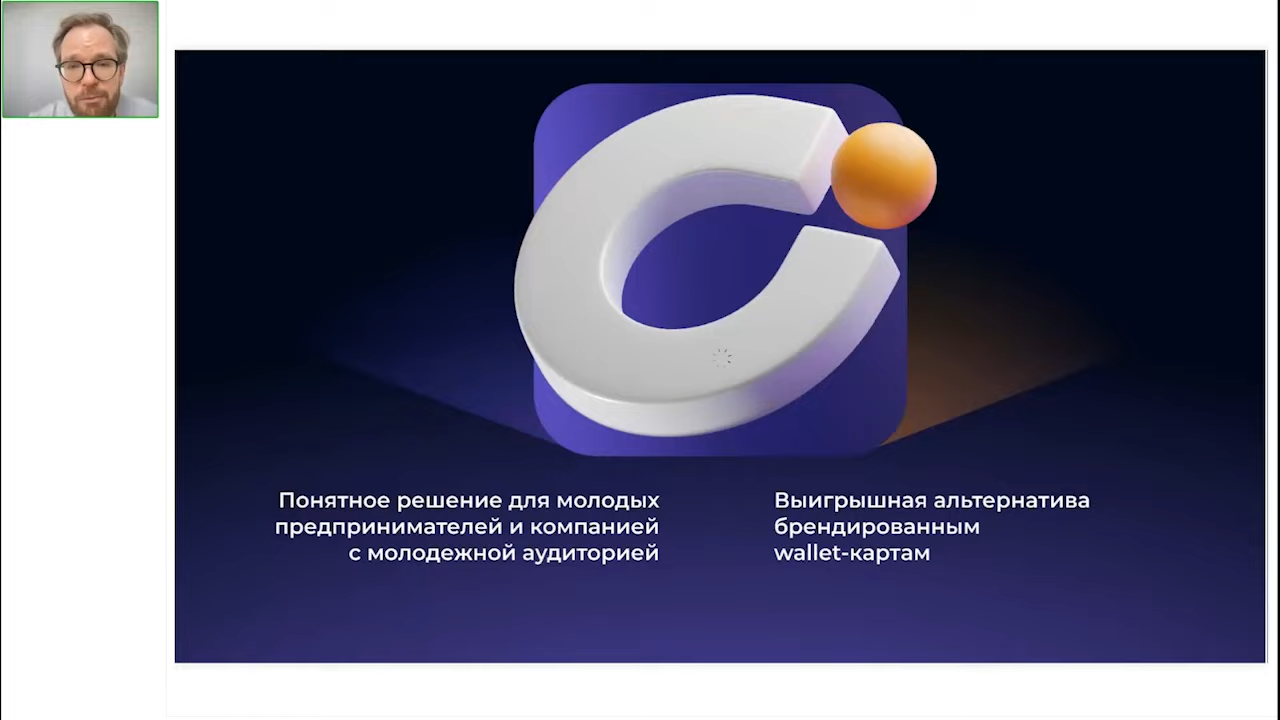 Понятное решение для молодых
предпринимателей и компанией
с молодежной аудиторией
Выигрышная альтернатива
брендированным
wallet-картам